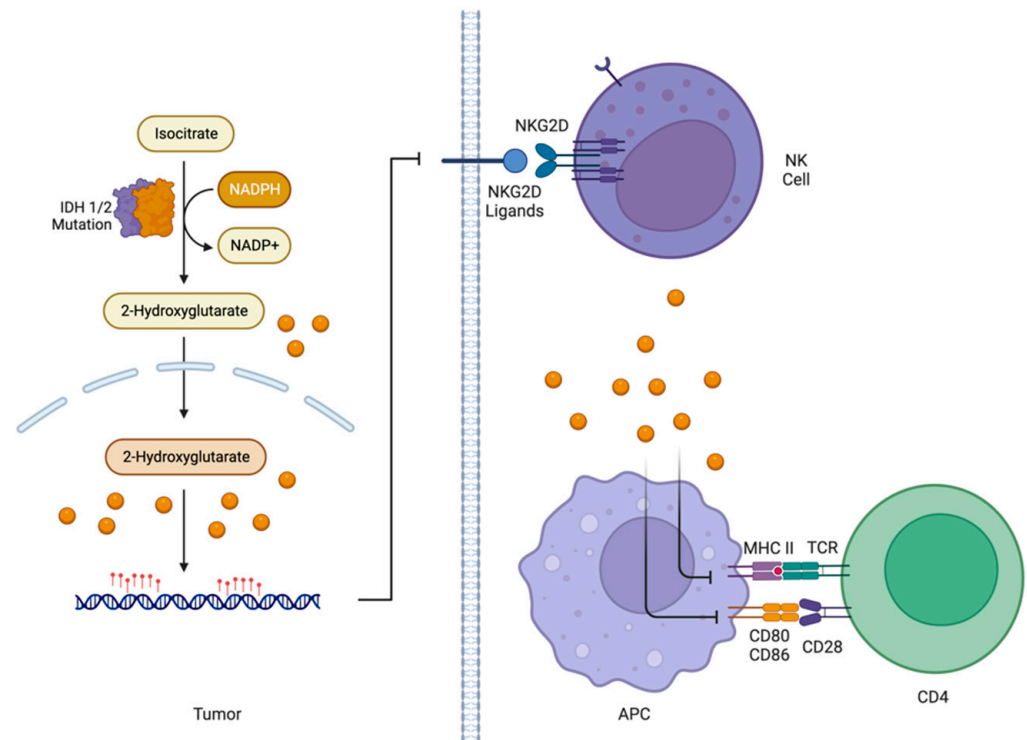 Isocitrate
NADPH
IDH 1/2
Mutation
NADP+
2-Hydroxyglutarate
2-Hydroxyglutarate
Tumor
NKG2D
NKG2D
Ligands
NK
Cell
MHC II
TCR
CD80
CD86
CD28
APC
CD4